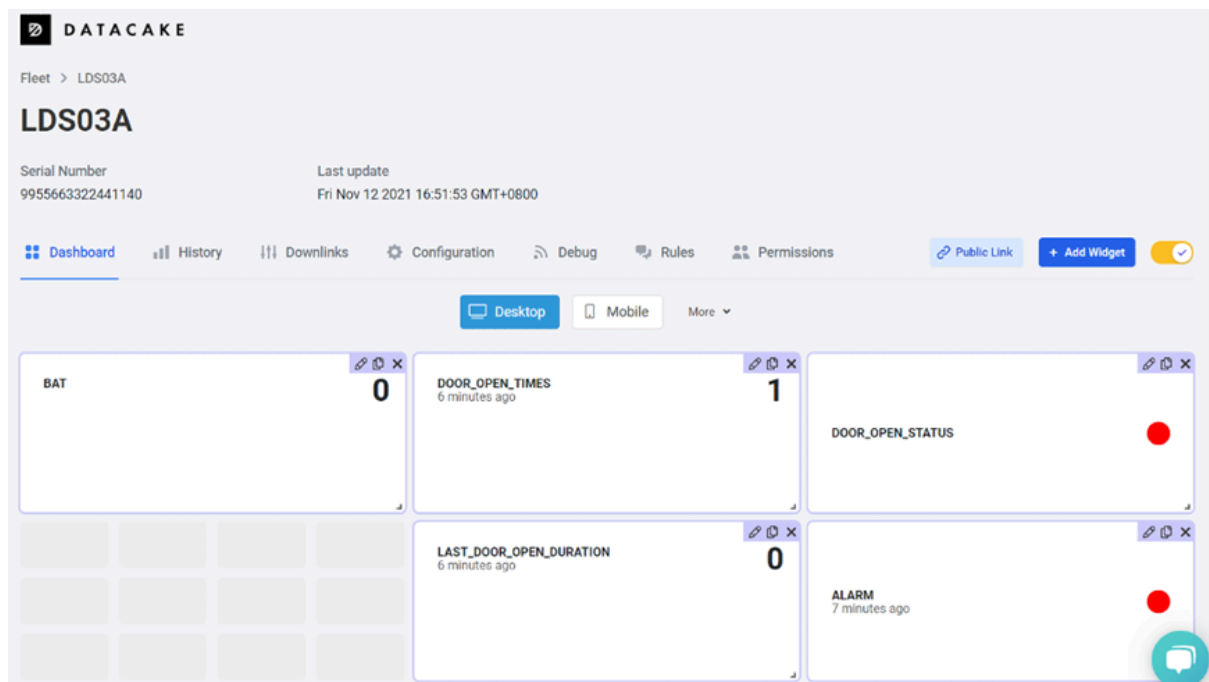 DATACAKE
Fleet > LDS03A
LDS03A
Serial Number
Last update
9955663322441140
Fri Nov 12 2021 16:51:53 GMT+0800
Dashboard History Downlinks Configuration Debug Rules Permissions Public Link + Add Widget
Desktop Mobile More
BAT
0
DOOR_OPEN_TIMES
6 minutes ago
1
DOOR_OPEN_STATUS
LAST_DOOR_OPEN_DURATION
6 minutes ago
0
ALARM
7 minutes ago